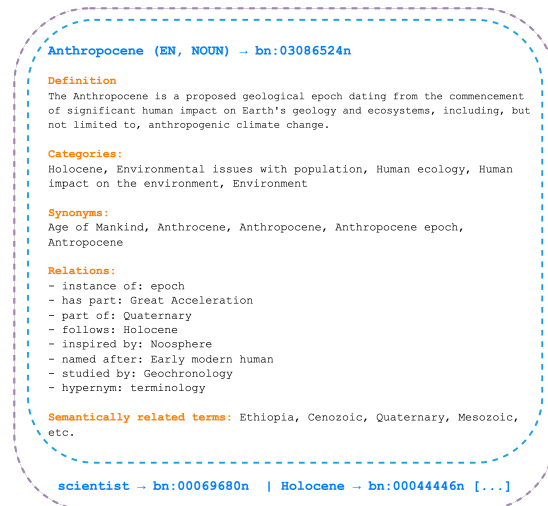 Anthropocene (EN, NOUN) → bn:03086524n
Definition
The Anthropocene is a proposed geological epoch dating from the commencement
of significant human impact on Earth's geology and ecosystems, including, but
not limited to, anthropogenic climate change.
Categories:
Holocene, Environmental issues with population, Human ecology, Human
impact on the environment, Environment
Synonyms:
Age of Mankind, Anthrocene, Anthropocene, Anthropocene epoch,
Antropocene
Relations:
- instance of: epoch
- has part: Great Acceleration
- part of: Quaternary
- follows: Holocene
- inspired by: Noosphere
- named after: Early modern human
- studied by: Geochronology
- hypernym: terminology
Semantically related terms: Ethiopia, Cenozoic, Quaternary, Mesozoic,
etc.
scientist → bn:00069680n | Holocene → bn:00044446n [...]